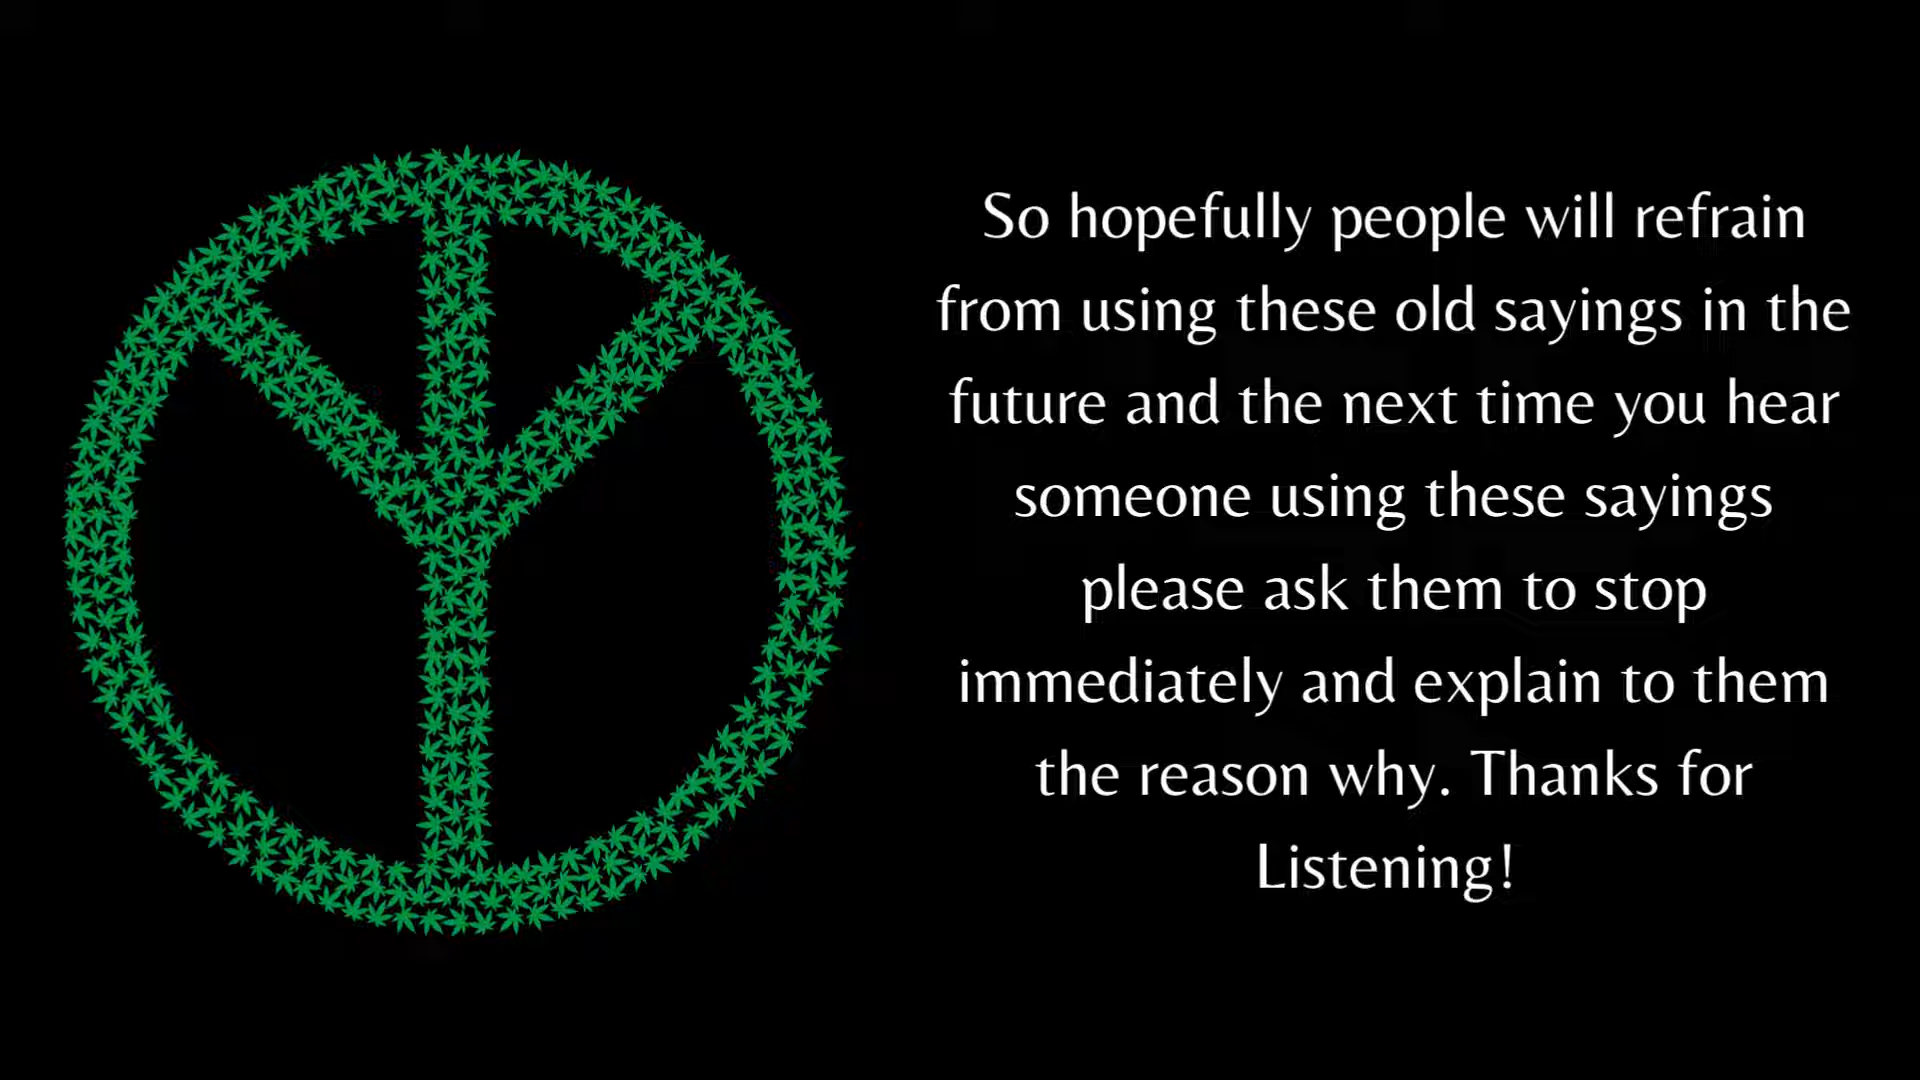 So hopefully people will refrain
from using these old sayings in the
future and the next time you hear
someone using these sayings
please ask them to stop
immediately and explain to them
the reason why. Thanks for
Listening!